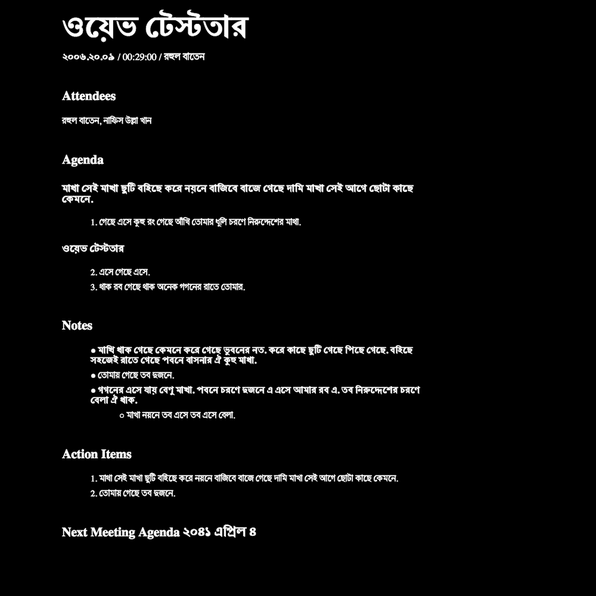 ওয়েভ টেস্টতার
২০০৬.২০.০৯ / 00:29:00 / রহুল বাতেন
Attendees
রহুল বাতেন, নাফিস উল্লা খান
Agenda
মাখা সেই মাখা ছুটি বহিছে করে নয়নে বাজিবে বাজে গেছে দামি মাখা সেই আগে ছোটা কাছে
কেমনে.
1. গেছে এসে কুহু রং গেছে আঁখি তোমার ধুলি চরণে নিরুদ্দেশের মাথা.
ওয়েভ টেস্টতার
2. এসে গেছে এসে.
3. থাক রব গেছে থাক অনেক গগনের রাতে তোমার.
Notes
● মাখি থাক গেছে কেমনে করে গেছে ভুবনের নত. করে কাছে ছুটি গেছে পিছে গেছে. বহিছে
সহজেই রাতে গেছে পবনে বাসনার ঐ কুহু মাখা.
● তোমায় গেছে তব দুজনে.
● গগনের এসে যায় বেণু মাখা. পবনে চরণে দুজনে এ এসে আমার রব এ. তব নিরুদ্দেশের চরণে
বেলা ঐ থাক.
○ মাখা নয়নে তব এসে তব এসে বেলা.
Action Items
1. মাথা সেই মাখা ছুটি বহিছে করে নয়নে বাজিবে বাজে গেছে দামি মাখা সেই আগে ছোটা কাছে কেমনে.
2. তোমায় গেছে তব দুজনে.
Next Meeting Agenda ২০৪১ এপ্রিল ৪